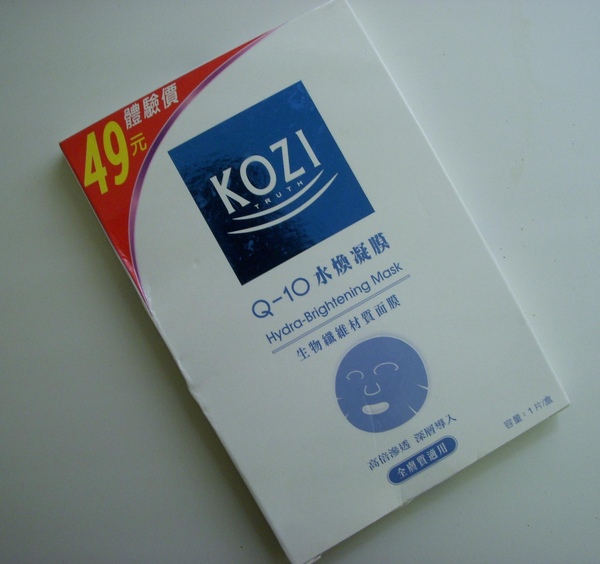 體驗價
49元
KOZI
TRUTH
Q-10 水煥凝膜
Hydra-Brightening Mask
生物纖維材質面膜
高倍滲透 深層導入
全膚質適用
容量：1片/盒